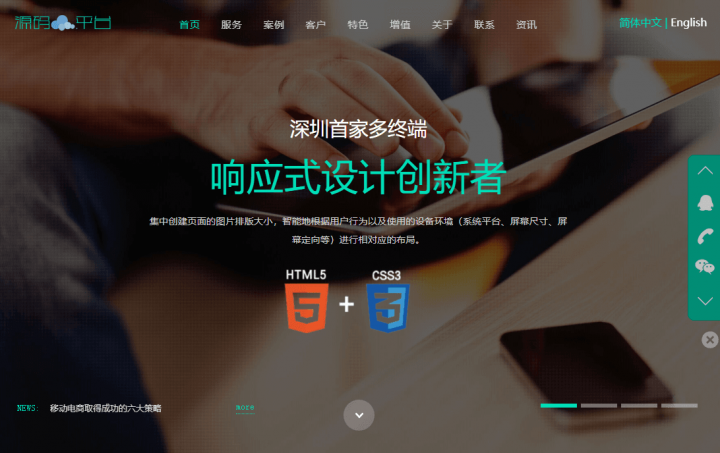 源码平台
首页 服务 案例 客户 特色 增值 关于 联系 资讯
简体中文 | English
深圳首家多终端
响应式设计创新者
集中创建页面的图片排版大小，智能地根据用户行为以及使用的设备环境（系统平台、屏幕尺寸、屏
幕定向等）进行相对应的布局。
HTML5 CSS3
5 + 3
NEWS: 移动电商取得成功的六大策略 more